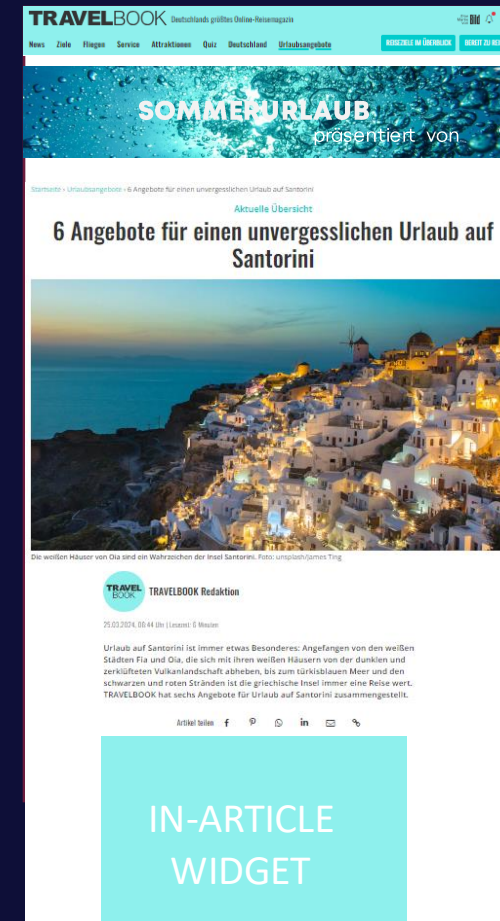 TRAVELBOOK Deutschlands größtes Online-Reisemagazin
Bild
News Ziele Fliegen Service Attraktionen Quiz Deutschland Urlaubsangebote
REISEZIELE IM ÜBERBLICK
BEREIT ZU
SOMMERURLAUB
präsentiert von
Startseite › Urlaubsangebote › 6 Angebote für einen unvergesslichen Urlaub auf Santorini
Aktuelle Übersicht
6 Angebote für einen unvergesslichen Urlaub auf
Santorini
Die weißen Häuser von Oia sind ein Wahrzeichen der Insel Santorini. Foto: unsplash/James Ting
TRAVEL
BOOK
TRAVELBOOK Redaktion
25.03.2024, 06:44 Uhr | Lesezeit: 6 Minuten
Urlaub auf Santorini ist immer etwas Besonderes: Angefangen von den weißen
Städten Fia und Oia, die sich mit ihren weißen Häusern von der dunklen und
zerklüfteten Vulkanlandschaft abheben, bis zum türkisblauen Meer und den
schwarzen und roten Stränden ist die griechische Insel immer eine Reise wert.
TRAVELBOOK hat sechs Angebote für Urlaub auf Santorini zusammengestellt.
Artikel teilen
IN-ARTICLE
WIDGET